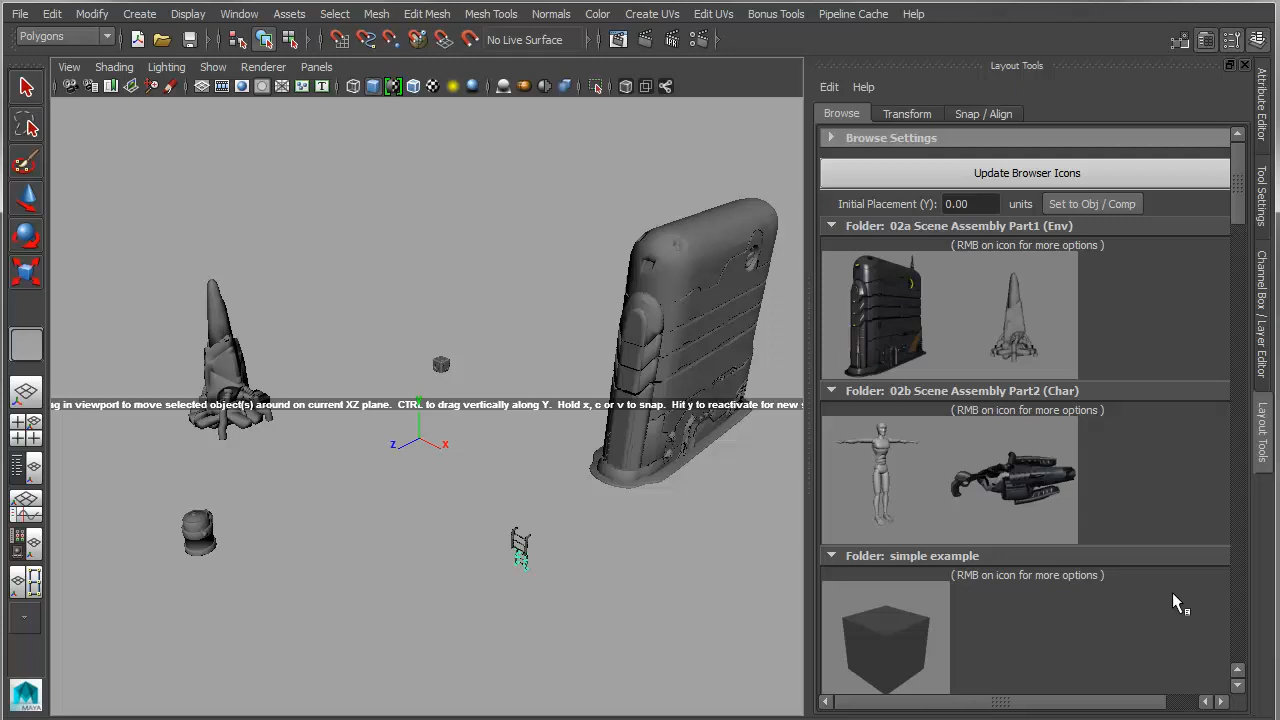 File Edit Modify Create Display Window Assets Select Mesh Edit Mesh Mesh Tools Normals Color Create UVs Edit UVs Bonus Tools Pipeline Cache Help
Polygons
No Live Surface
View Shading Lighting Show Renderer Panels
Layout Tools
Edit Help
Browse Transform Snap / Align
Browse Settings
Update Browser Icons
Initial Placement (Y): 0.00 units Set to Obj / Comp
Folder: 02a Scene Assembly Part1 (Env)
( RMB on icon for more options )
Folder: 02b Scene Assembly Part2 (Char)
( RMB on icon for more options )
Folder: simple example
( RMB on icon for more options )
in viewport to move selected object(s) around on current XZ plane. CTRL to drag vertically along Y. Hold x, c or v to snap. Hit y to reactivate for new
Z X
Attribute Editor
Tool Settings
Channel Box / Layer Editor
Layout Tools
MAYA